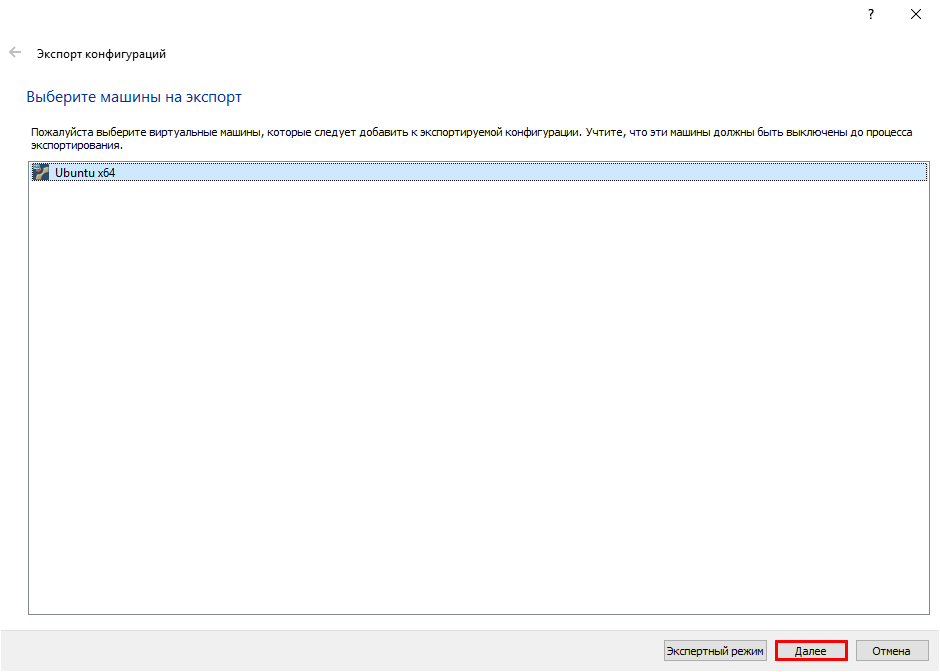 ?
Экспорт конфигураций
Выберите машины на экспорт
Пожалуйста выберите виртуальные машины, которые следует добавить к экспортируемой конфигурации. Учтите, что эти машины должны быть выключены до процесса
экспортирования.
Ubuntu x64
Экспертный режим Далее Отмена